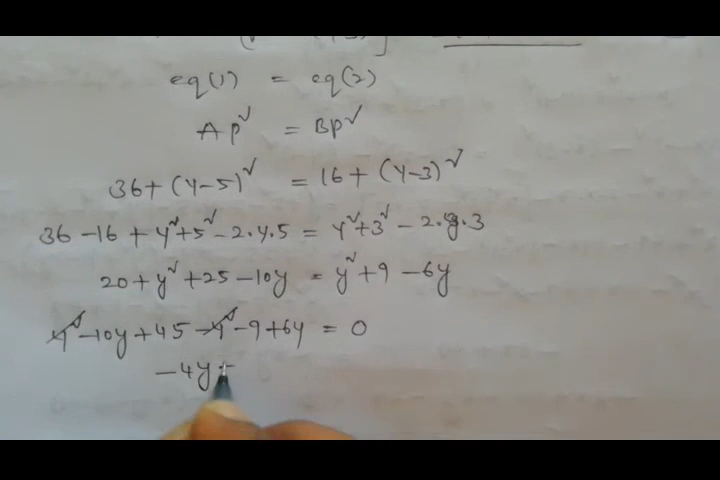 eq(1) = eq(2)
AP² = BP²
36 + (y-5)² = 16 + (y-3)²
36 - 16 + y² + 5² - 2.y.5 = y² + 3² - 2.y.3
20 + y² + 25 - 10y = y² + 9 - 6y
y² - 10y + 45 - y² - 9 + 6y = 0
-4y